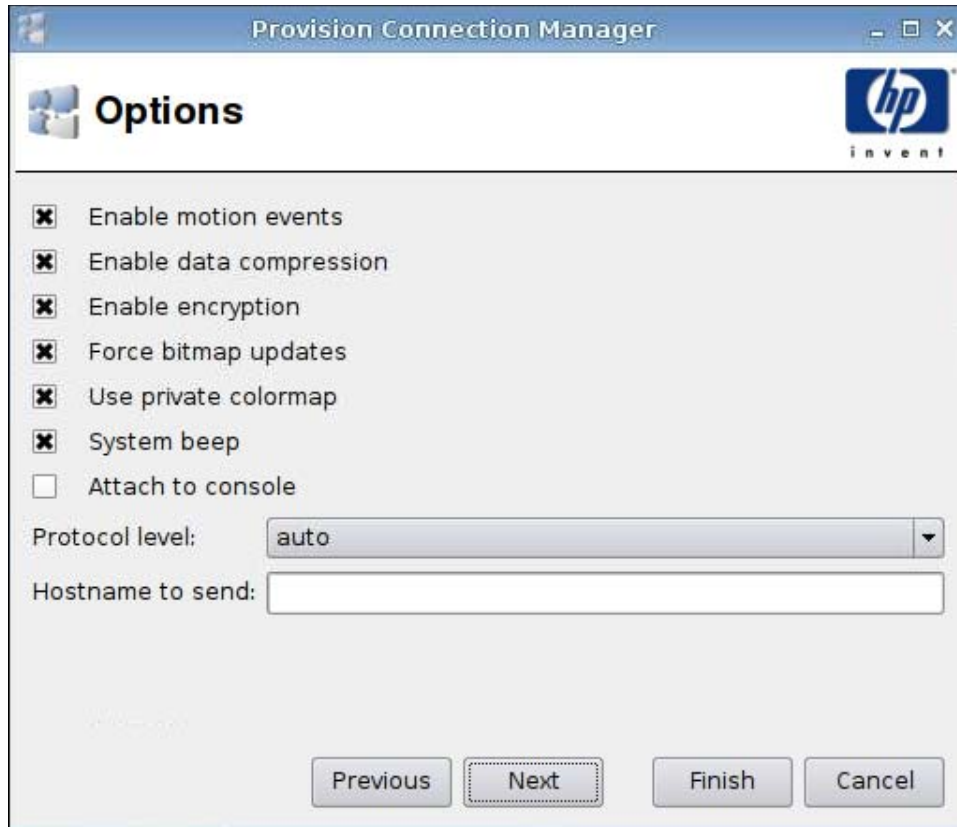 Provision Connection Manager
Options
hp
invent
Enable motion events
Enable data compression
Enable encryption
Force bitmap updates
Use private colormap
System beep
Attach to console
Protocol level: auto
Hostname to send:
Previous Next Finish Cancel